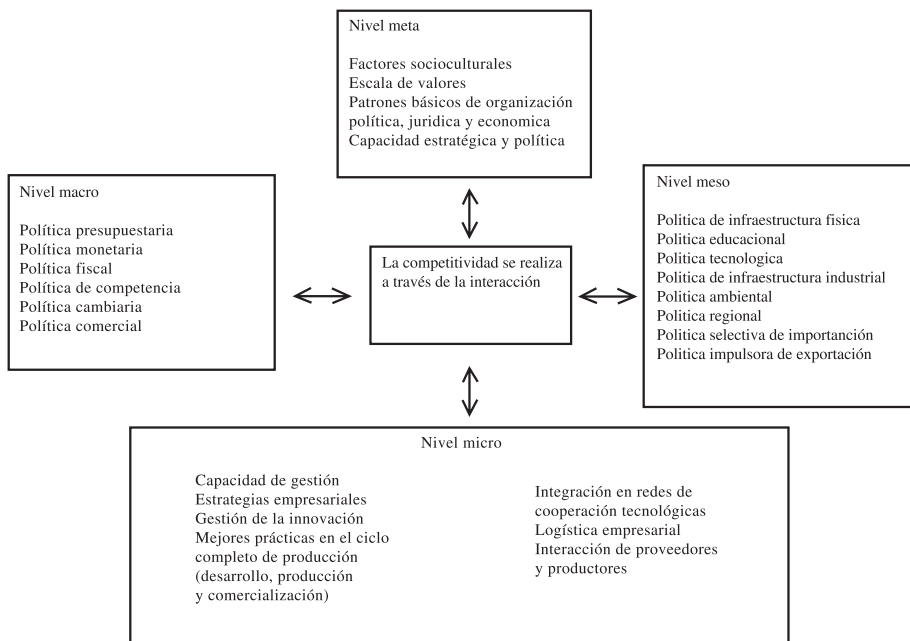 Nivel meta
Factores socioculturales
Escala de valores
Patrones básicos de organización
política, juridica y economica
Capacidad estratégica y política
Nivel macro
Política presupuestaria
Política monetaria
Política fiscal
Política de competencia
Política cambiaria
Política comercial
La competitividad se realiza
a través de la interacción
Nivel meso
Politica de infraestructura fisica
Politica educacional
Politica tecnologica
Politica de infraestructura industrial
Politica ambiental
Politica regional
Politica selectiva de importanción
Politica impulsora de exportación
Nivel micro
Capacidad de gestión
Estrategias empresariales
Gestión de la innovación
Mejores prácticas en el ciclo
completo de producción
(desarrollo, producción
y comercialización)
Integración en redes de
cooperación tecnológicas
Logística empresarial
Interacción de proveedores
y productores